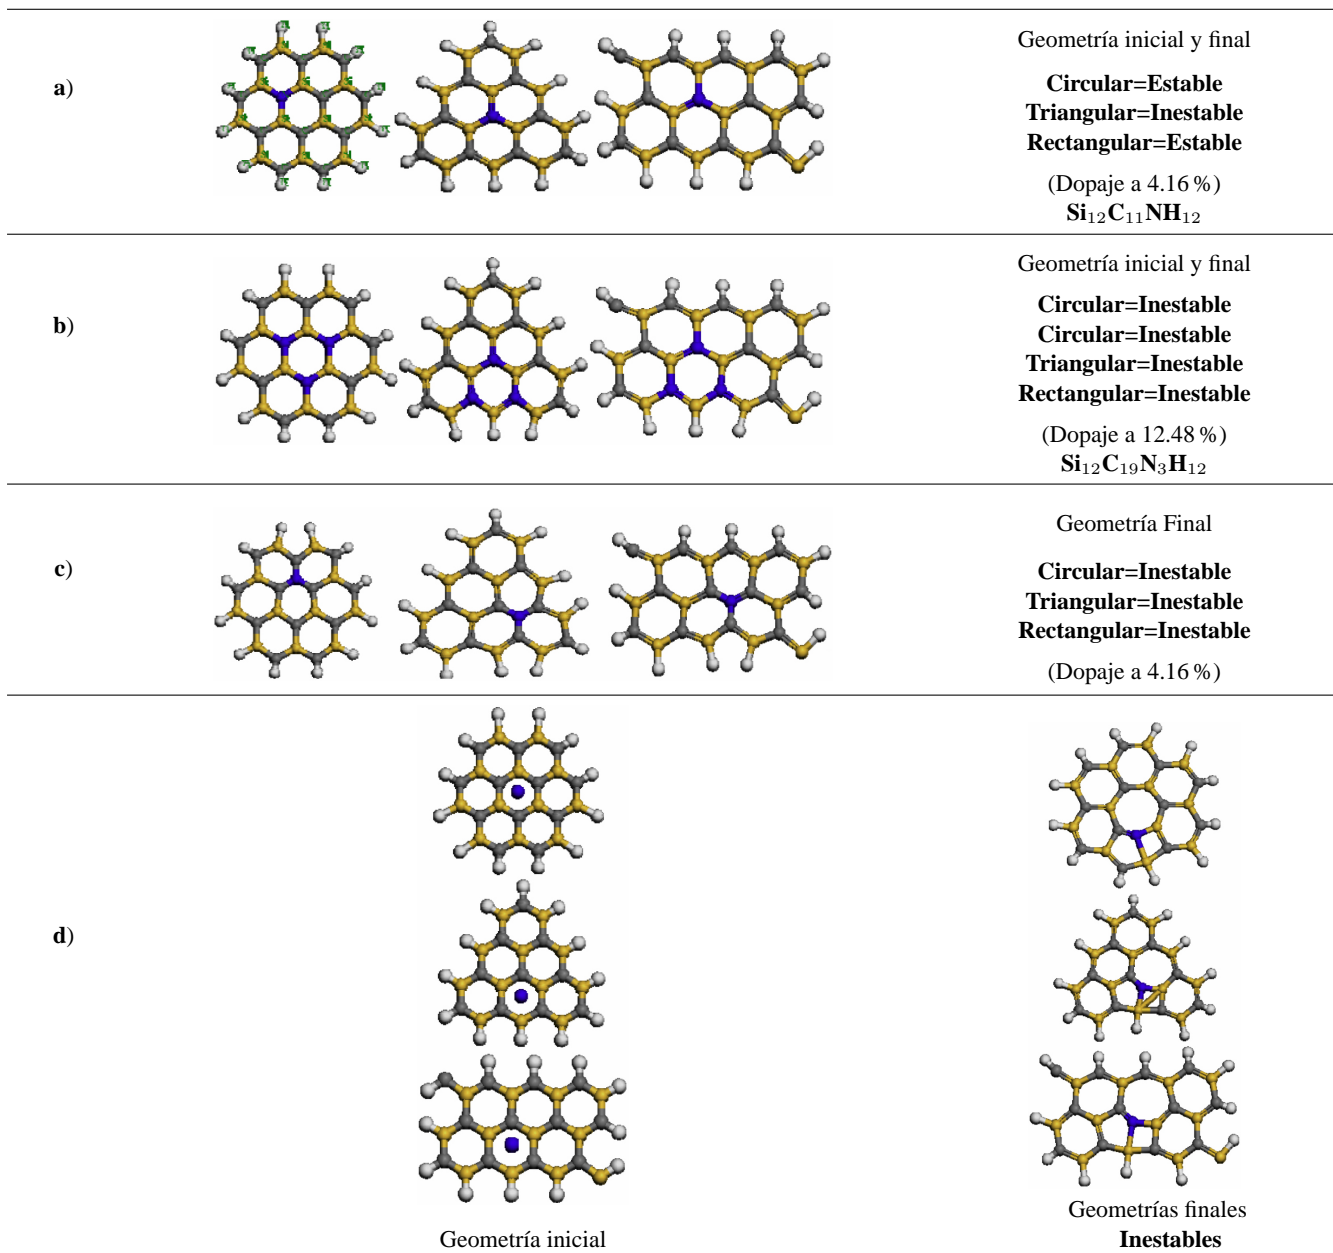 a)
Geometría inicial y final
Circular=Estable
Triangular=Inestable
Rectangular=Estable
(Dopaje a 4.16 %)
Si₁₂C₁₁NH₁₂
b)
Geometría inicial y final
Circular=Inestable
Circular=Inestable
Triangular=Inestable
Rectangular=Inestable
(Dopaje a 12.48 %)
Si₁₂C₁₉N₃H₁₂
c)
Geometría Final
Circular=Inestable
Triangular=Inestable
Rectangular=Inestable
(Dopaje a 4.16 %)
d)
Geometría inicial
Geometrías finales
Inestables